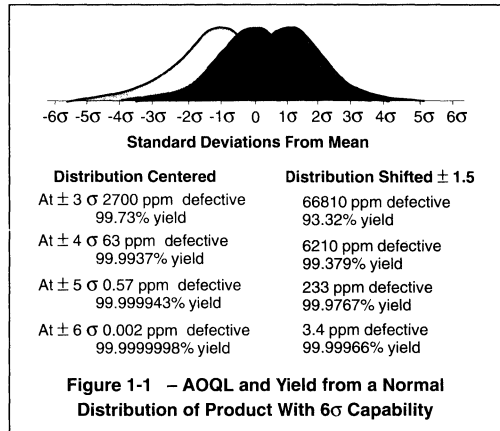 -6σ -5σ -4σ -3σ -2σ -1σ 0 1σ 2σ 3σ 4σ 5σ 6σ
Standard Deviations From Mean
Distribution Centered
At ± 3 σ 2700 ppm defective
99.73% yield
At ± 4 σ 63 ppm defective
99.9937% yield
At ± 5 σ 0.57 ppm defective
99.999943% yield
At ± 6 σ 0.002 ppm defective
99.9999998% yield
Distribution Shifted ± 1.5
66810 ppm defective
93.32% yield
6210 ppm defective
99.379% yield
233 ppm defective
99.9767% yield
3.4 ppm defective
99.99966% yield
Figure 1-1 – AOQL and Yield from a Normal
Distribution of Product With 6σ Capability